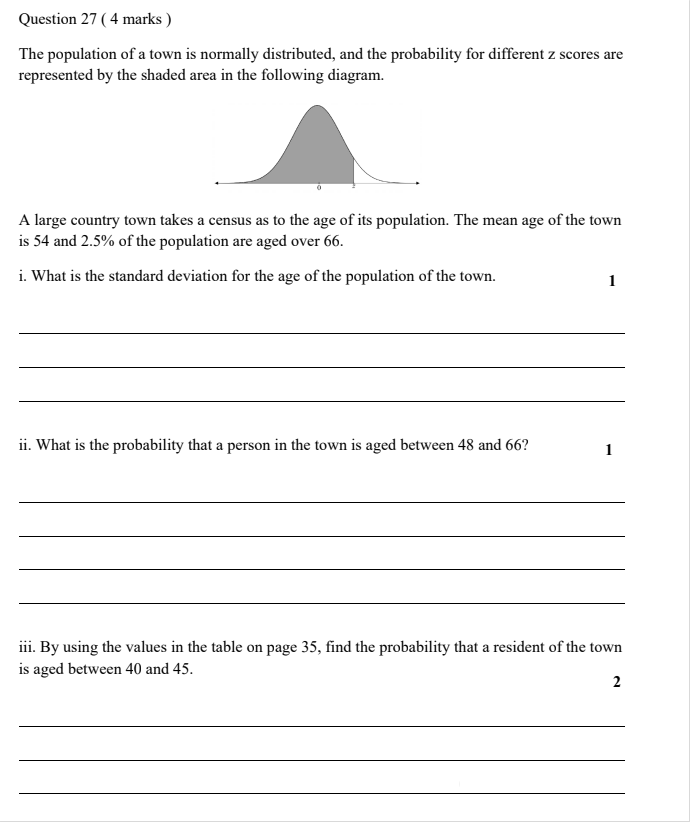 Question 27 ( 4 marks )
The population of a town is normally distributed, and the probability for different z scores are
represented by the shaded area in the following diagram.
0
z
A large country town takes a census as to the age of its population. The mean age of the town
is 54 and 2.5% of the population are aged over 66.
i. What is the standard deviation for the age of the population of the town.
1
ii. What is the probability that a person in the town is aged between 48 and 66?
1
iii. By using the values in the table on page 35, find the probability that a resident of the town
is aged between 40 and 45.
2